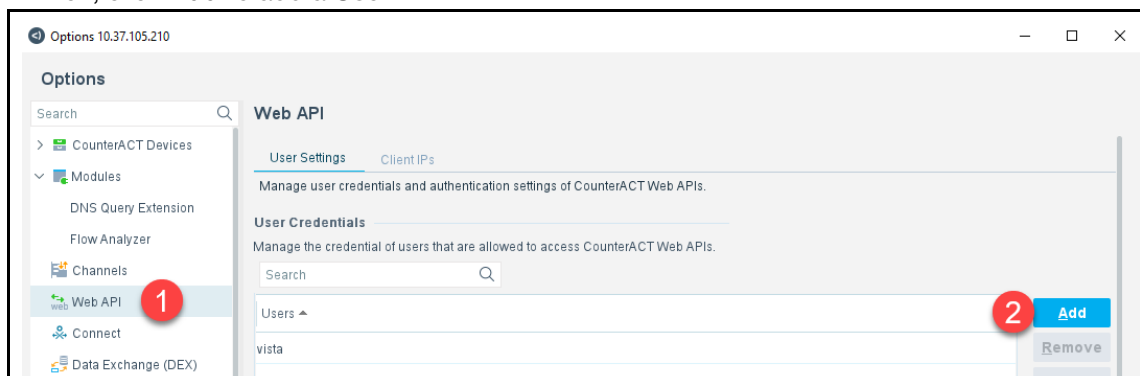 Options 10.37.105.210
Options
Search
Web API
CounterACT Devices
User Settings Client IPs
Modules
Manage user credentials and authentication settings of CounterACT Web APIs.
DNS Query Extension
User Credentials
Flow Analyzer
Manage the credential of users that are allowed to access CounterACT Web APIs.
Channels
Search
web Web API 1
Users 2 Add
Connect
vista Remove
Data Exchange (DEX)